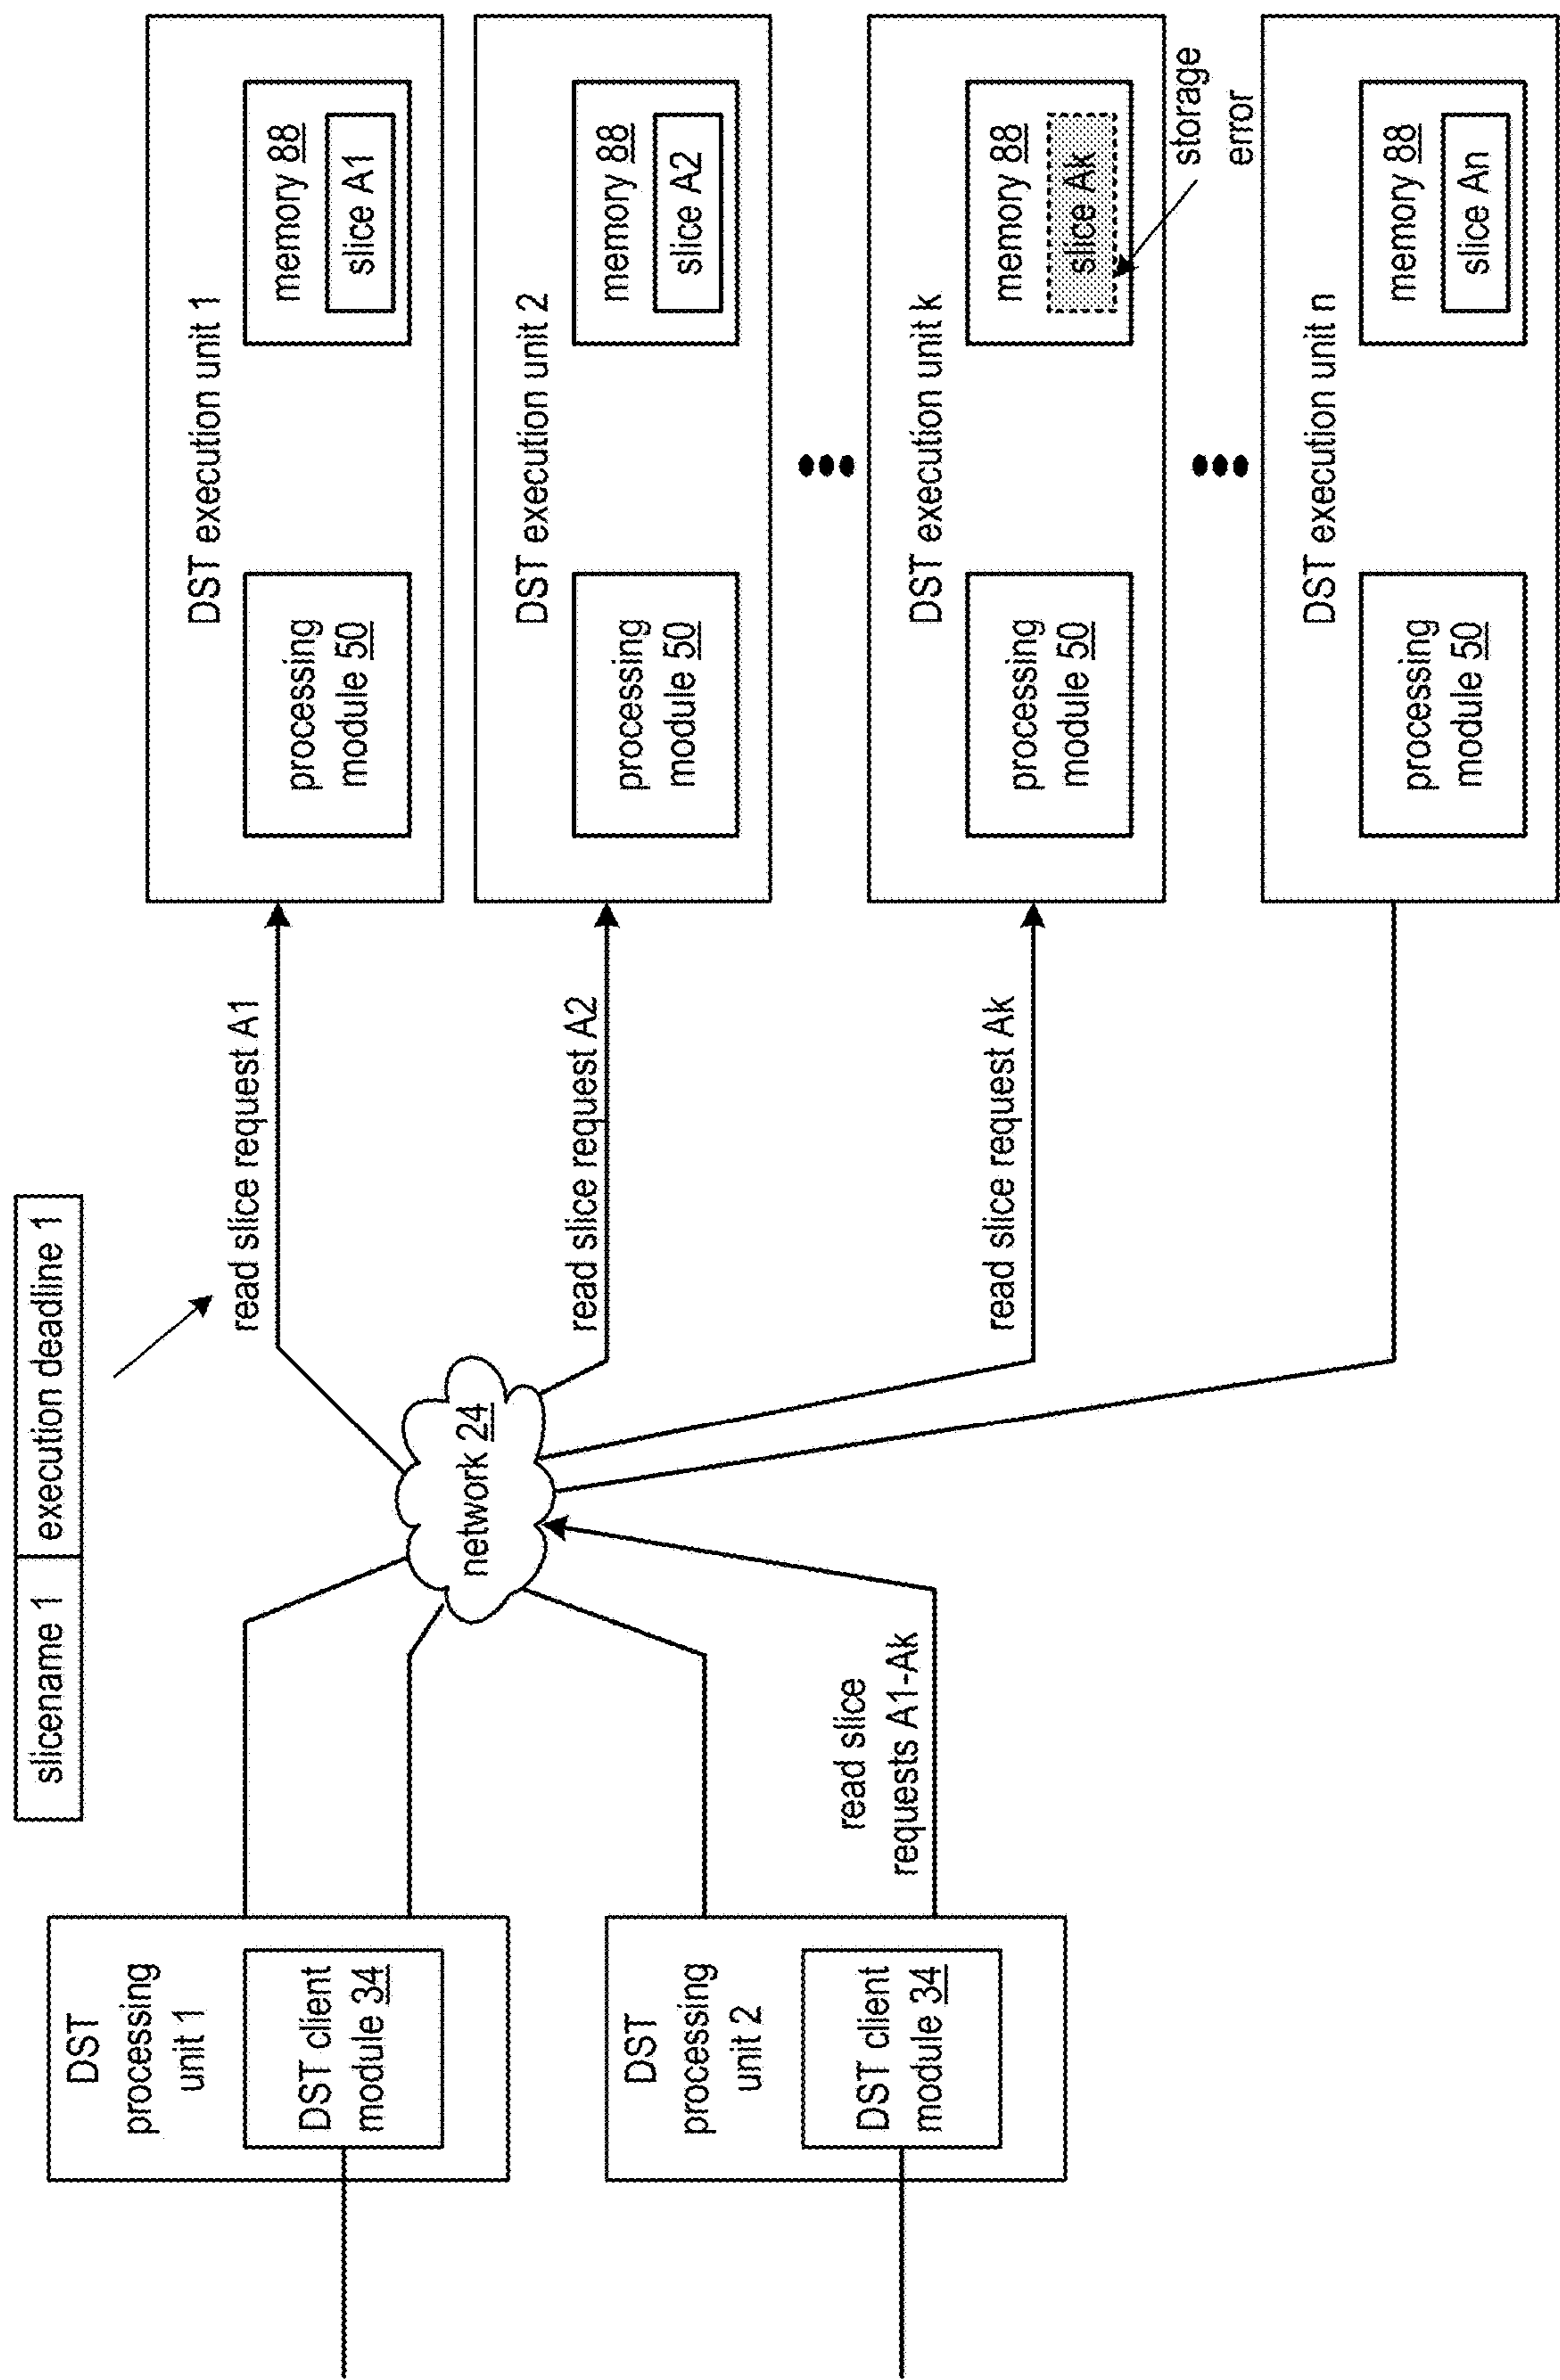 slicename 1
execution deadline 1
DST
processing
unit 1
DST client
module 34
DST
processing
unit 2
DST client
module 34
read slice
requests A1-Ak
network 24
read slice request A1
read slice request A2
read slice request Ak
DST execution unit 1
processing
module 50
memory 88
slice A1
DST execution unit 2
processing
module 50
memory 88
slice A2
DST execution unit k
processing
module 50
memory 88
slice Ak
storage
error
DST execution unit n
processing
module 50
memory 88
slice An